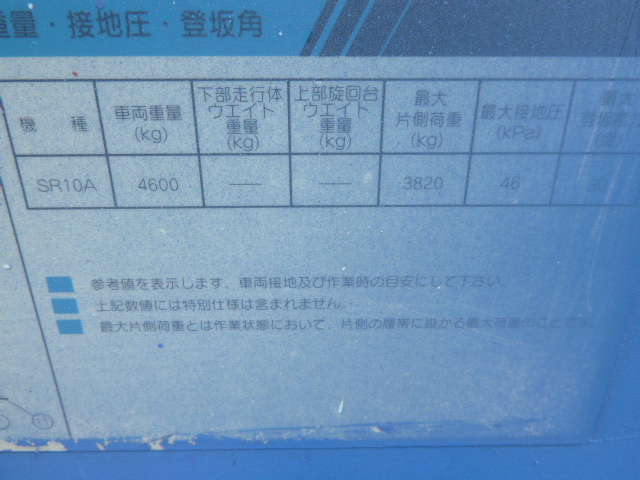 重量・接地圧・登坂角
機 種 車両重量 (kg) 下部走行体 ウエイト 重量 (kg) 上部旋回台 ウエイト 重量 (kg) 最大 片側荷重 (kg) 最大接地圧 (kPa) 最大
SR10A 4600 —— —— 3820 46
参考値を表示します。車両接地及び作業時の目安にして下さい。
上記数値には特別仕様は含まれません。
最大片側荷重とは作業状態において、片側の履帯に掛かる最大荷重のことです
11